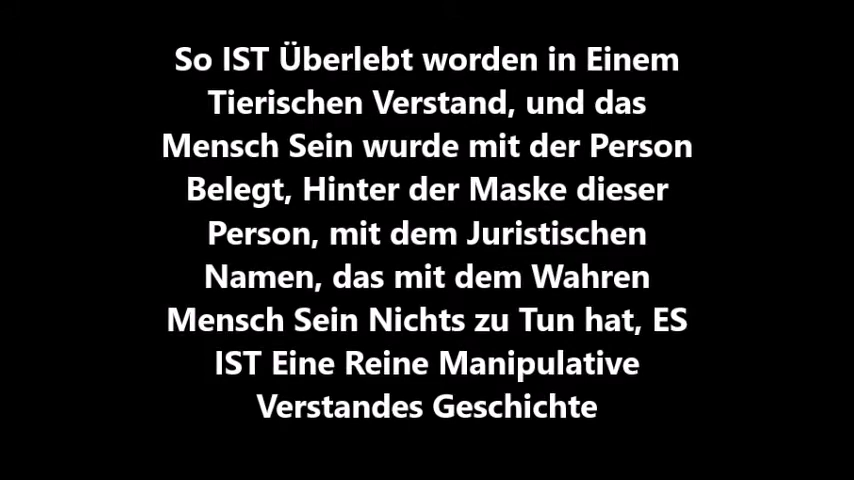 So IST Überlebt worden in Einem
Tierischen Verstand, und das
Mensch Sein wurde mit der Person
Belegt, Hinter der Maske dieser
Person, mit dem Juristischen
Namen, das mit dem Wahren
Mensch Sein Nichts zu Tun hat, ES
IST Eine Reine Manipulative
Verstandes Geschichte